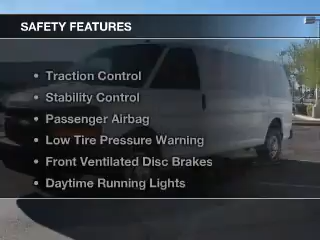 SAFETY FEATURES
• Traction Control
• Stability Control
• Passenger Airbag
• Low Tire Pressure Warning
• Front Ventilated Disc Brakes
• Daytime Running Lights